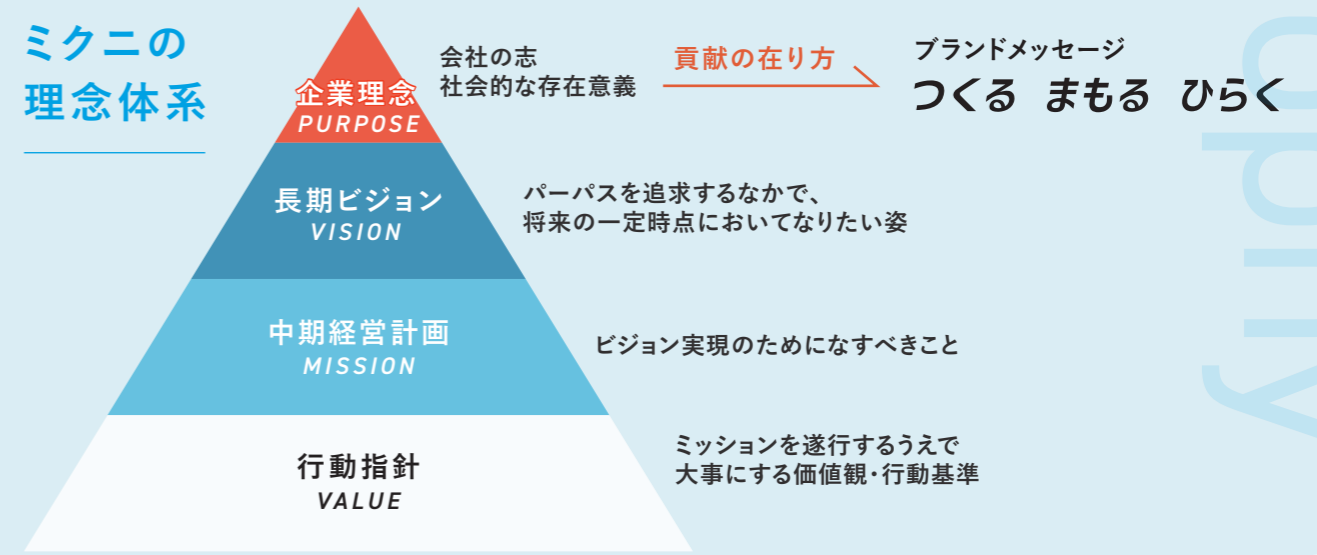 ミクニの
理念体系
企業理念
PURPOSE
会社の志
社会的な存在意義
貢献の在り方
ブランドメッセージ
つくる まもる ひらく
長期ビジョン
VISION
パーパスを追求するなかで、
将来の一定時点においてなりたい姿
中期経営計画
MISSION
ビジョン実現のためになすべきこと
行動指針
VALUE
ミッションを遂行するうえで
大事にする価値観・行動基準